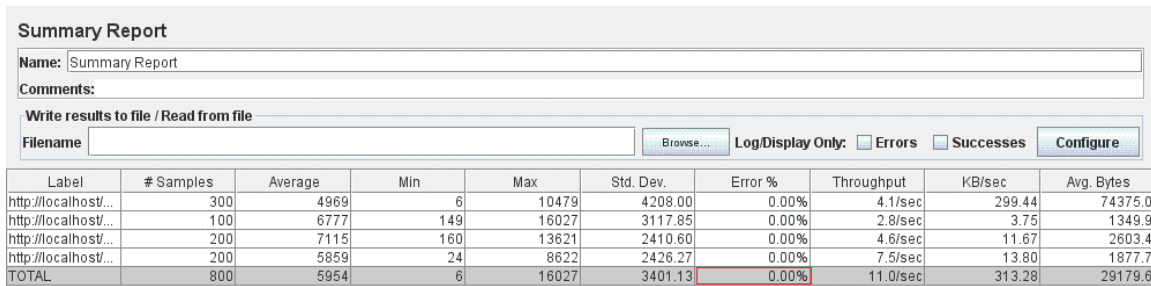 Summary Report
Name: Summary Report
Comments:
Write results to file / Read from file
Filename Browse... Log/Display Only: Errors Successes Configure
Label # Samples Average Min Max Std. Dev. Error % Throughput KB/sec Avg. Bytes
http://localhost/... 300 4969 6 10479 4208.00 0.00% 4.1/sec 299.44 74375.0
http://localhost/... 100 6777 149 16027 3117.85 0.00% 2.8/sec 3.75 1349.9
http://localhost/... 200 7115 160 13621 2410.60 0.00% 4.6/sec 11.67 2603.4
http://localhost/... 200 5859 24 8622 2426.27 0.00% 7.5/sec 13.80 1877.7
TOTAL 800 5954 6 16027 3401.13 0.00% 11.0/sec 313.28 29179.6